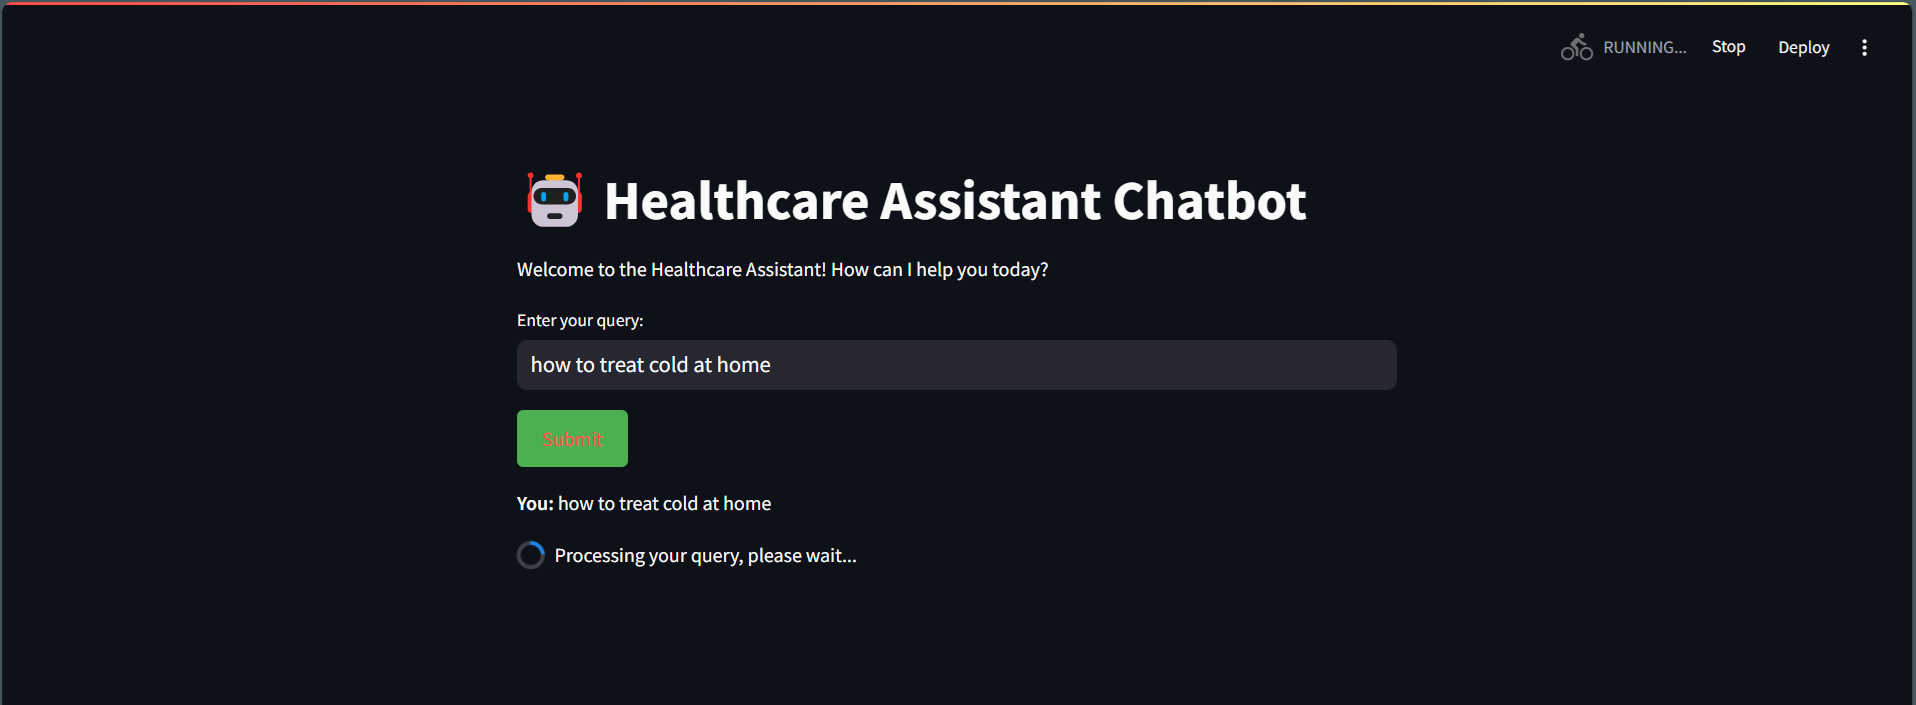 RUNNING... Stop Deploy
Healthcare Assistant Chatbot
Welcome to the Healthcare Assistant! How can I help you today?
Enter your query:
how to treat cold at home
Submit
You: how to treat cold at home
Processing your query, please wait...